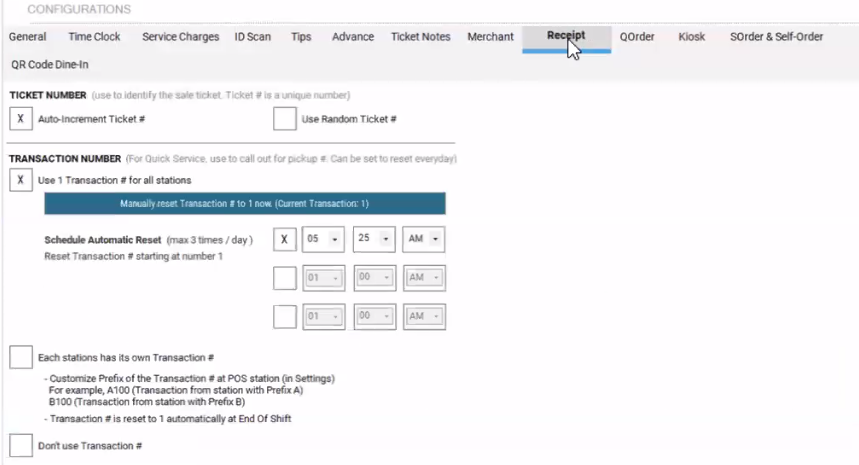 CONFIGURATIONS
General Time Clock Service Charges ID Scan Tips Advance Ticket Notes Merchant Receipt QOrder Kiosk SOrder & Self-Order
QR Code Dine-In
TICKET NUMBER (use to identify the sale ticket. Ticket # is a unique number)
X Auto-Increment Ticket # Use Random Ticket #
TRANSACTION NUMBER (For Quick Service, use to call out for pickup #. Can be set to reset everyday)
X Use 1 Transaction # for all stations
Manually reset Transaction # to 1 now. (Current Transaction: 1)
Schedule Automatic Reset (max 3 times / day ) X 05 25 AM
Reset Transaction # starting at number 1
01 00 AM
01 00 AM
Each stations has its own Transaction #
- Customize Prefix of the Transaction # at POS station (in Settings)
For example, A100 (Transaction from station with Prefix A)
B100 (Transaction from station with Prefix B)
- Transaction # is reset to 1 automatically at End Of Shift
Don't use Transaction #